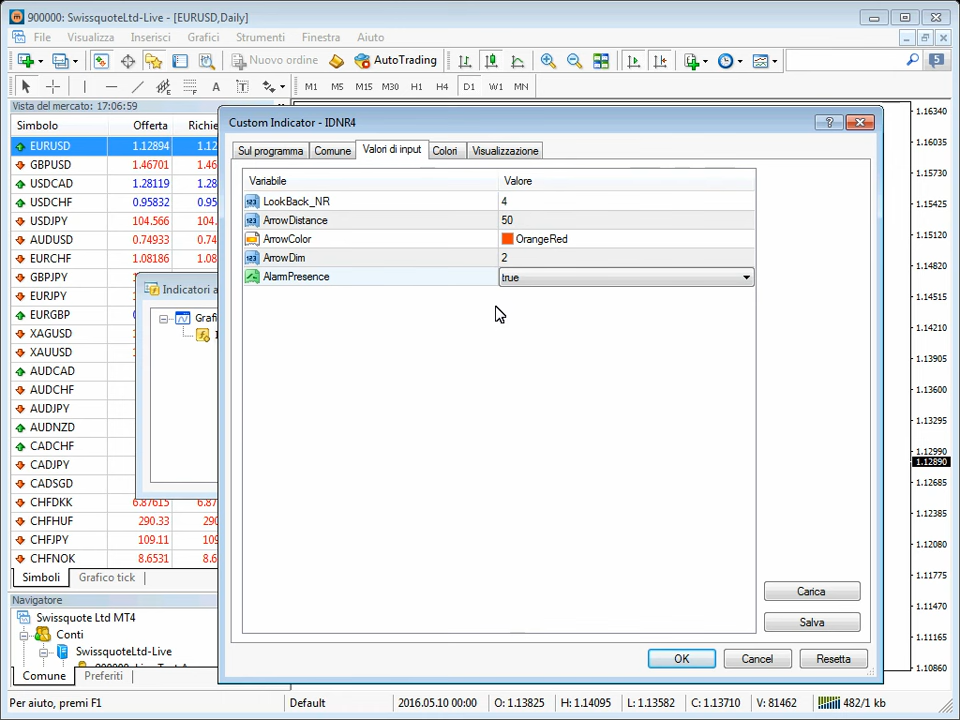 900000: SwissquoteLtd-Live - [EURUSD,Daily]
File Visualizza Inserisci Grafici Strumenti Finestra Aiuto
Nuovo ordine AutoTrading 5
A T M1 M5 M15 M30 H1 H4 D1 W1 MN
Vista del mercato: 17:06:59
Simbolo Offerta Richie
EURUSD 1.12894 1.12
GBPUSD 1.46701 1.46
USDCAD 1.28119 1.28
USDCHF 0.95832 0.95
USDJPY 104.566 104.
AUDUSD 0.74933 0.74
EURCHF 1.08186 1.08
GBPJPY
EURJPY
EURGBP
XAGUSD
XAUUSD
AUDCAD
AUDCHF
AUDJPY
AUDNZD
CADCHF
CADJPY
CADSGD
CHFDKK 6.87615 6.87
CHFHUF 290.33 290
CHFJPY 109.11 109.
CHFNOK 8.6531 8.6
Simboli Grafico tick
Navigatore
Swissquote Ltd MT4
Conti
SwissquoteLtd-Live
Comune Preferiti
Indicatori a
Grafi
Custom Indicator - IDNR4
Sul programma Comune Valori di input Colori Visualizzazione
Variabile Valore
LookBack_NR 4
ArrowDistance 50
ArrowColor OrangeRed
ArrowDim 2
AlarmPresence true
Carica
Salva
OK Cancel Resetta
1.16340
1.16035
1.15730
1.15425
1.15120
1.14820
1.14515
1.14210
1.13905
1.13600
1.13295
1.12990
1.12890
1.12685
1.12385
1.12080
1.11775
1.11470
1.11165
1.10860
Per aiuto, premi F1 Default 2016.05.10 00:00 O: 1.13825 H: 1.14095 L: 1.13582 C: 1.13710 V: 81462 482/1 kb